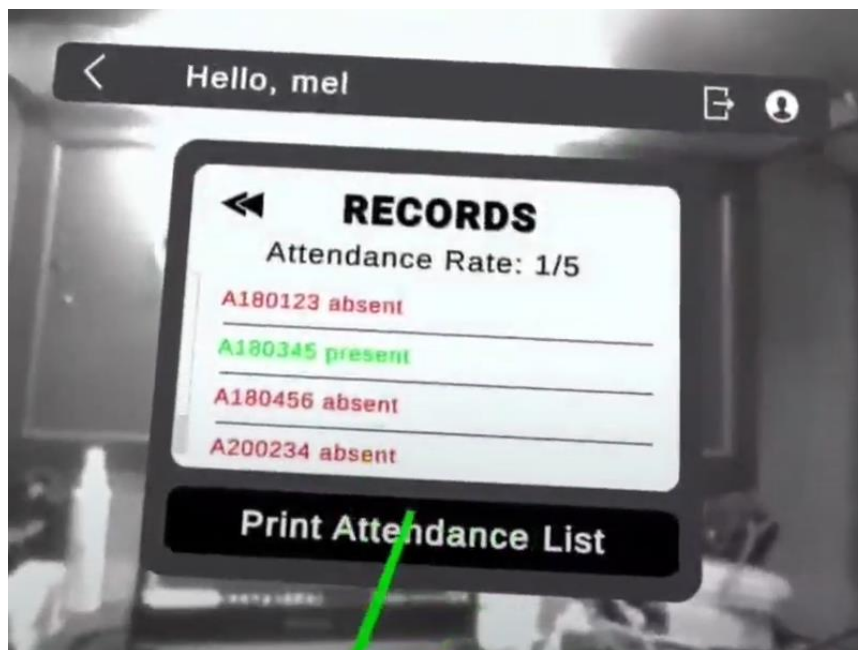 Hello, mel
RECORDS
Attendance Rate: 1/5
A180123 absent
A180345 present
A180456 absent
A200234 absent
Print Attendance List